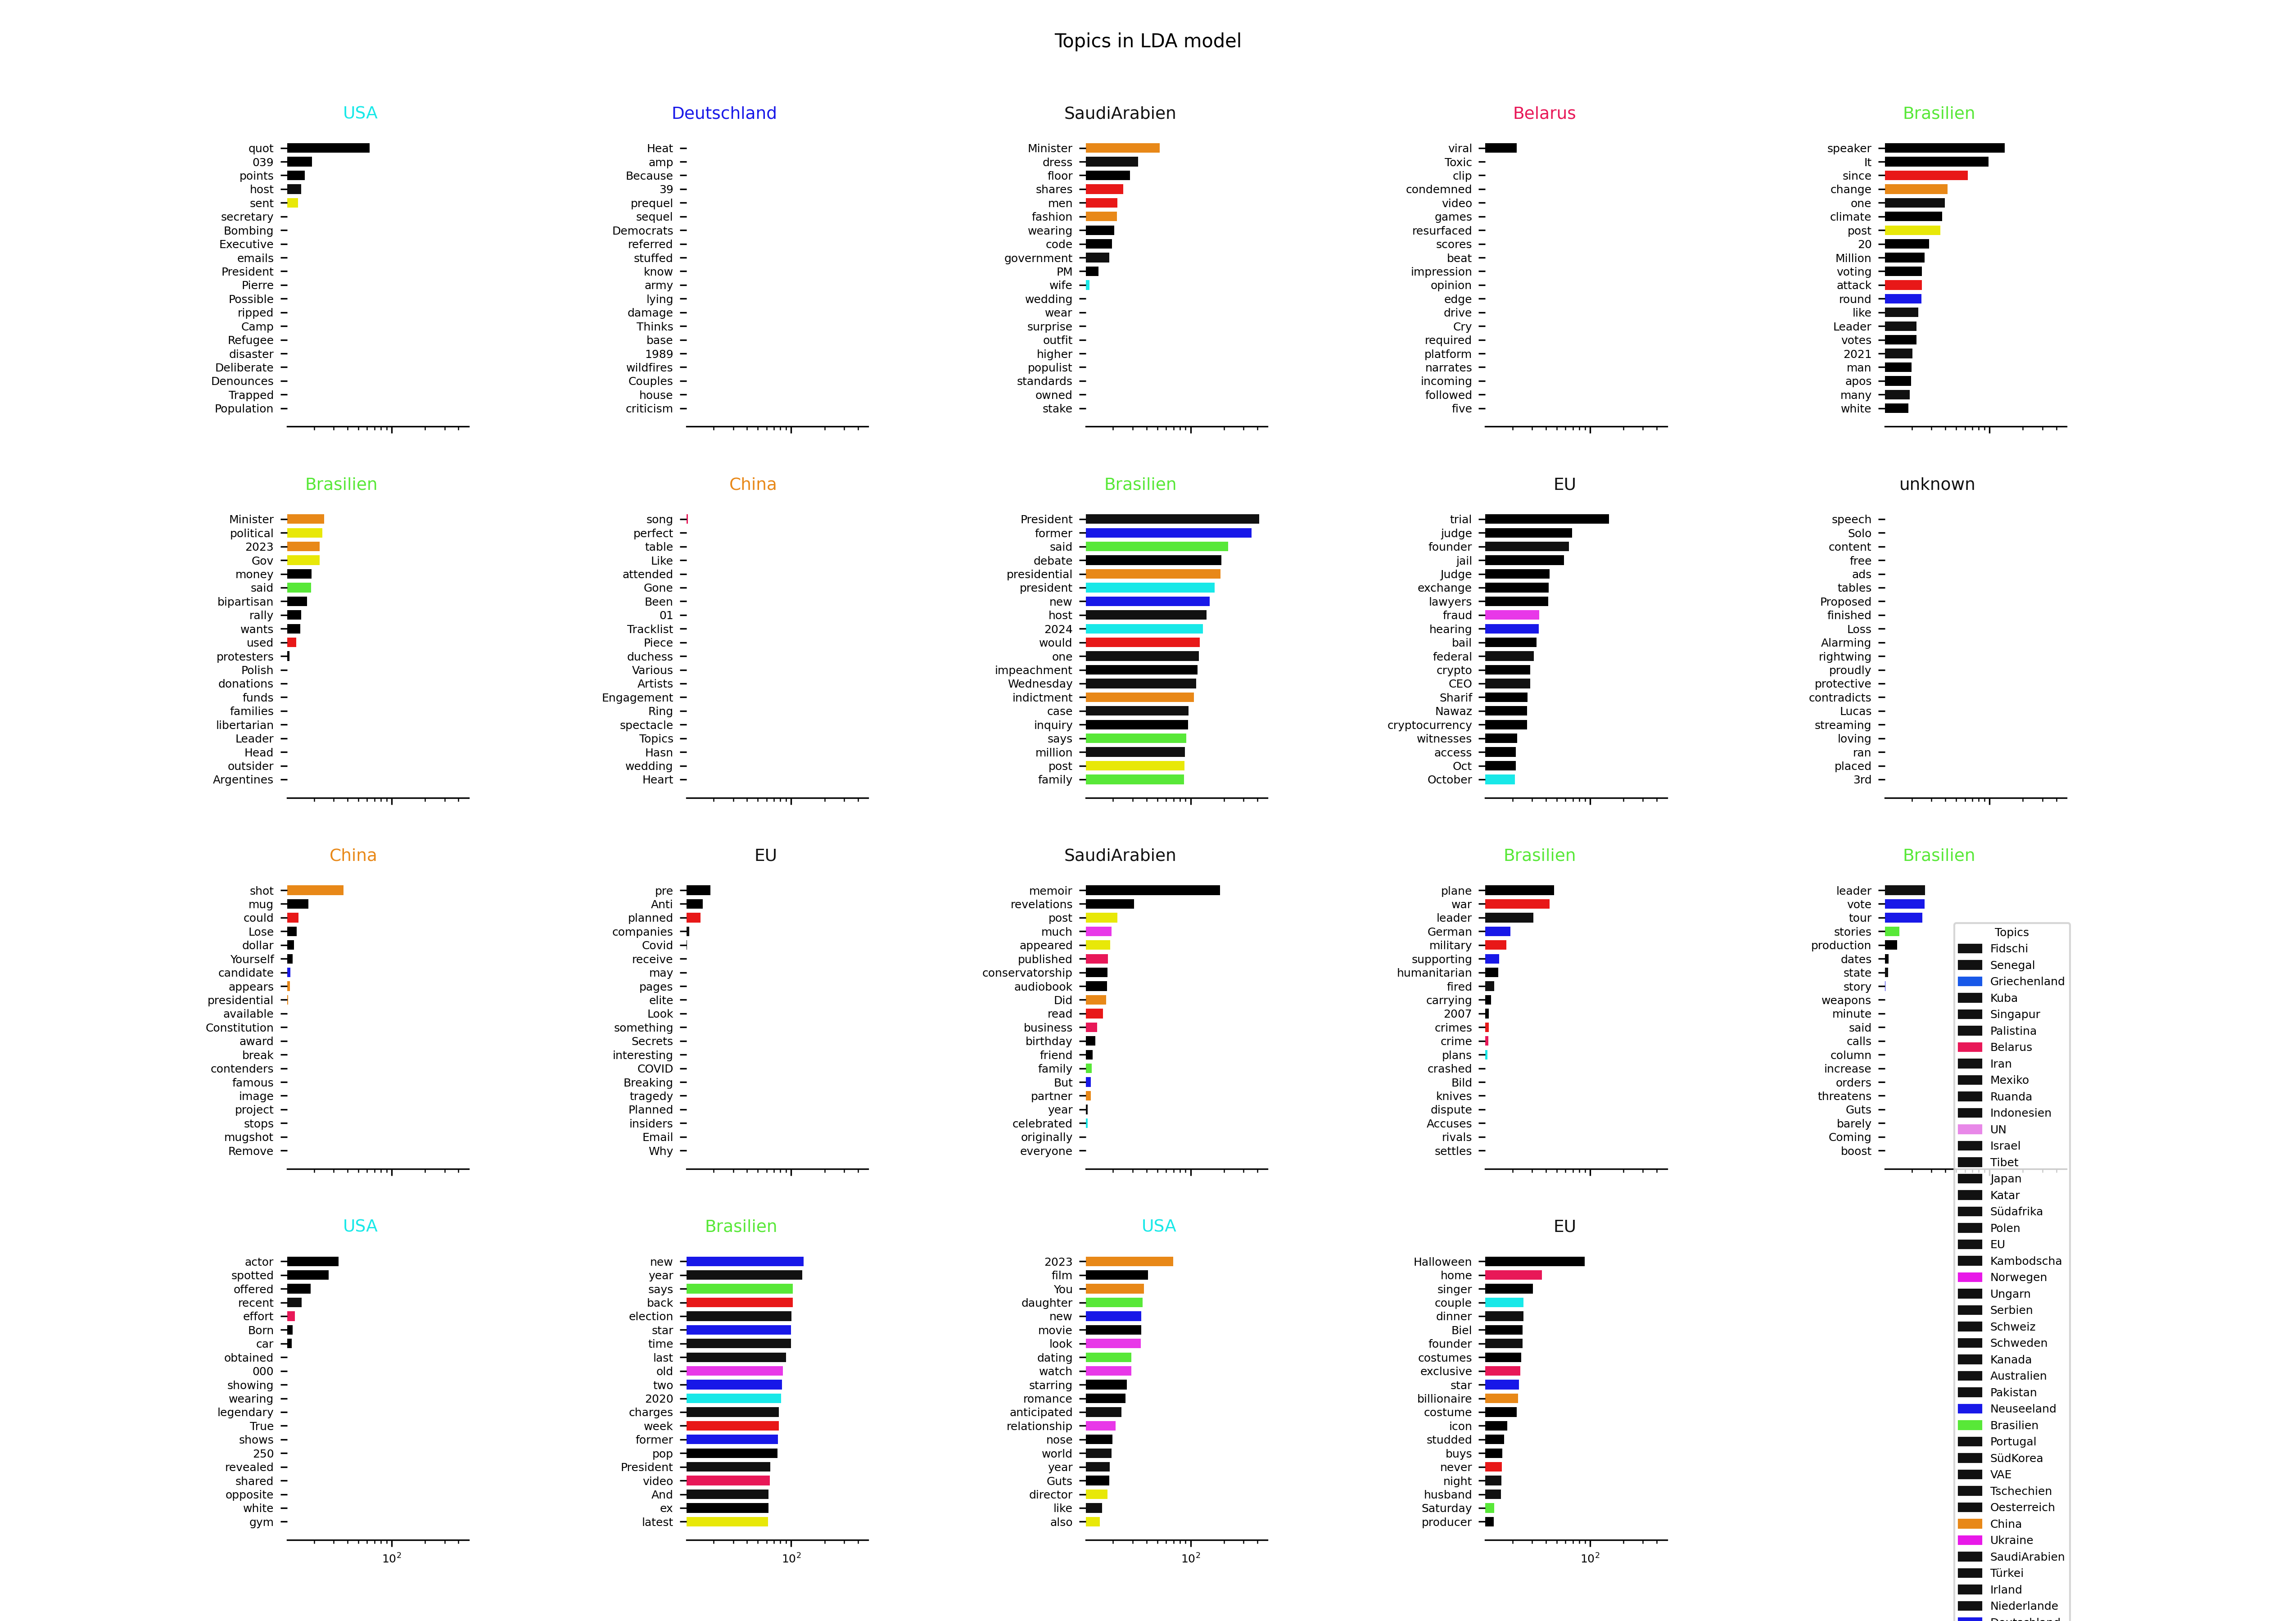 Topics in LDA model
USA
quot
039
points
host
sent
secretary
Bombing
Executive
emails
President
Pierre
Possible
ripped
Camp
Refugee
disaster
Deliberate
Denounces
Trapped
Population
Deutschland
Heat
amp
Because
39
prequel
sequel
Democrats
referred
stuffed
know
army
lying
damage
Thinks
base
1989
wildfires
Couples
house
criticism
SaudiArabien
Minister
dress
floor
shares
men
fashion
wearing
code
government
PM
wife
wedding
wear
surprise
outfit
higher
populist
standards
owned
stake
Belarus
viral
Toxic
clip
condemned
video
games
resurfaced
scores
beat
impression
opinion
edge
drive
Cry
required
platform
narrates
incoming
followed
five
Brasilien
speaker
It
since
change
one
climate
post
20
Million
voting
attack
round
like
Leader
votes
2021
man
apos
many
white
Brasilien
Minister
political
2023
Gov
money
said
bipartisan
rally
wants
used
protesters
Polish
donations
funds
families
libertarian
Leader
Head
outsider
Argentines
China
song
perfect
table
Like
attended
Gone
Been
01
Tracklist
Piece
duchess
Various
Artists
Engagement
Ring
spectacle
Topics
Hasn
wedding
Heart
Brasilien
President
former
said
debate
presidential
president
new
host
2024
would
one
impeachment
Wednesday
indictment
case
inquiry
says
million
post
family
EU
trial
judge
founder
jail
Judge
exchange
lawyers
fraud
hearing
bail
federal
crypto
CEO
Sharif
Nawaz
cryptocurrency
witnesses
access
Oct
October
unknown
speech
Solo
content
free
ads
tables
Proposed
finished
Loss
Alarming
rightwing
proudly
protective
contradicts
Lucas
streaming
loving
ran
placed
3rd
China
shot
mug
could
Lose
dollar
Yourself
candidate
appears
presidential
available
Constitution
award
break
contenders
famous
image
project
stops
mugshot
Remove
EU
pre
Anti
planned
companies
Covid
receive
may
pages
elite
Look
something
Secrets
interesting
COVID
Breaking
tragedy
Planned
insiders
Email
Why
SaudiArabien
memoir
revelations
post
much
appeared
published
conservatorship
audiobook
Did
read
business
birthday
friend
family
But
partner
year
celebrated
originally
everyone
Brasilien
plane
war
leader
German
military
supporting
humanitarian
fired
carrying
2007
crimes
crime
plans
crashed
Bild
knives
dispute
Accuses
rivals
settles
Brasilien
leader
vote
tour
stories
production
dates
state
story
weapons
minute
said
calls
column
increase
orders
threatens
Guts
barely
Coming
boost
USA
actor
spotted
offered
recent
effort
Born
car
obtained
000
showing
wearing
legendary
True
shows
250
revealed
shared
opposite
white
gym
10²
Brasilien
new
year
says
back
election
star
time
last
old
two
2020
charges
week
former
pop
President
video
And
ex
latest
10²
USA
2023
film
You
daughter
new
movie
look
dating
watch
starring
romance
anticipated
relationship
nose
world
year
Guts
director
like
also
10²
EU
Halloween
home
singer
couple
dinner
Biel
founder
costumes
exclusive
star
billionaire
costume
icon
studded
buys
never
night
husband
Saturday
producer
10²
Topics
Fidschi
Senegal
Griechenland
Kuba
Singapur
Palistina
Belarus
Iran
Mexiko
Ruanda
Indonesien
UN
Israel
Tibet
Japan
Katar
Südafrika
Polen
EU
Kambodscha
Norwegen
Ungarn
Serbien
Schweiz
Schweden
Kanada
Australien
Pakistan
Neuseeland
Brasilien
Portugal
SüdKorea
VAE
Tschechien
Oesterreich
China
Ukraine
SaudiArabien
Türkei
Irland
Niederlande
Deutschland